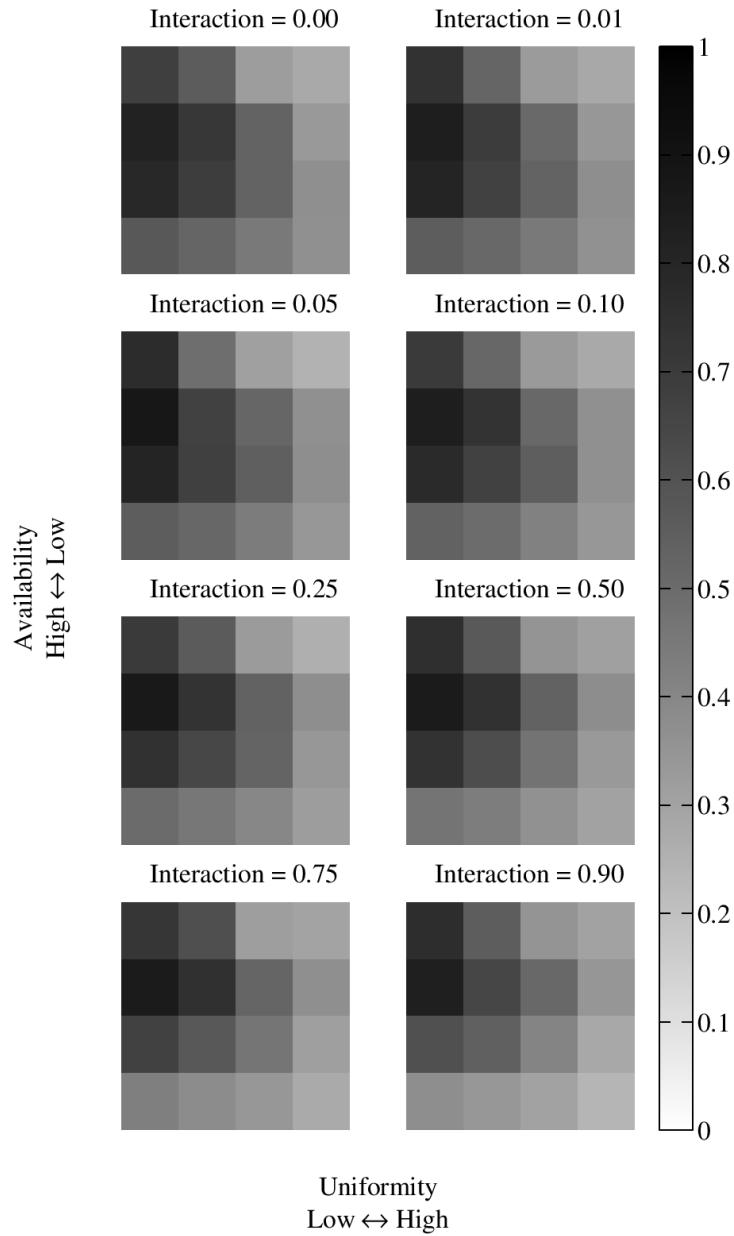 Interaction = 0.00
Interaction = 0.01
Interaction = 0.05
Interaction = 0.10
Interaction = 0.25
Interaction = 0.50
Interaction = 0.75
Interaction = 0.90
1
0.9
0.8
0.7
0.6
0.5
0.4
0.3
0.2
0.1
0
Availability
High ↔ Low
Uniformity
Low ↔ High